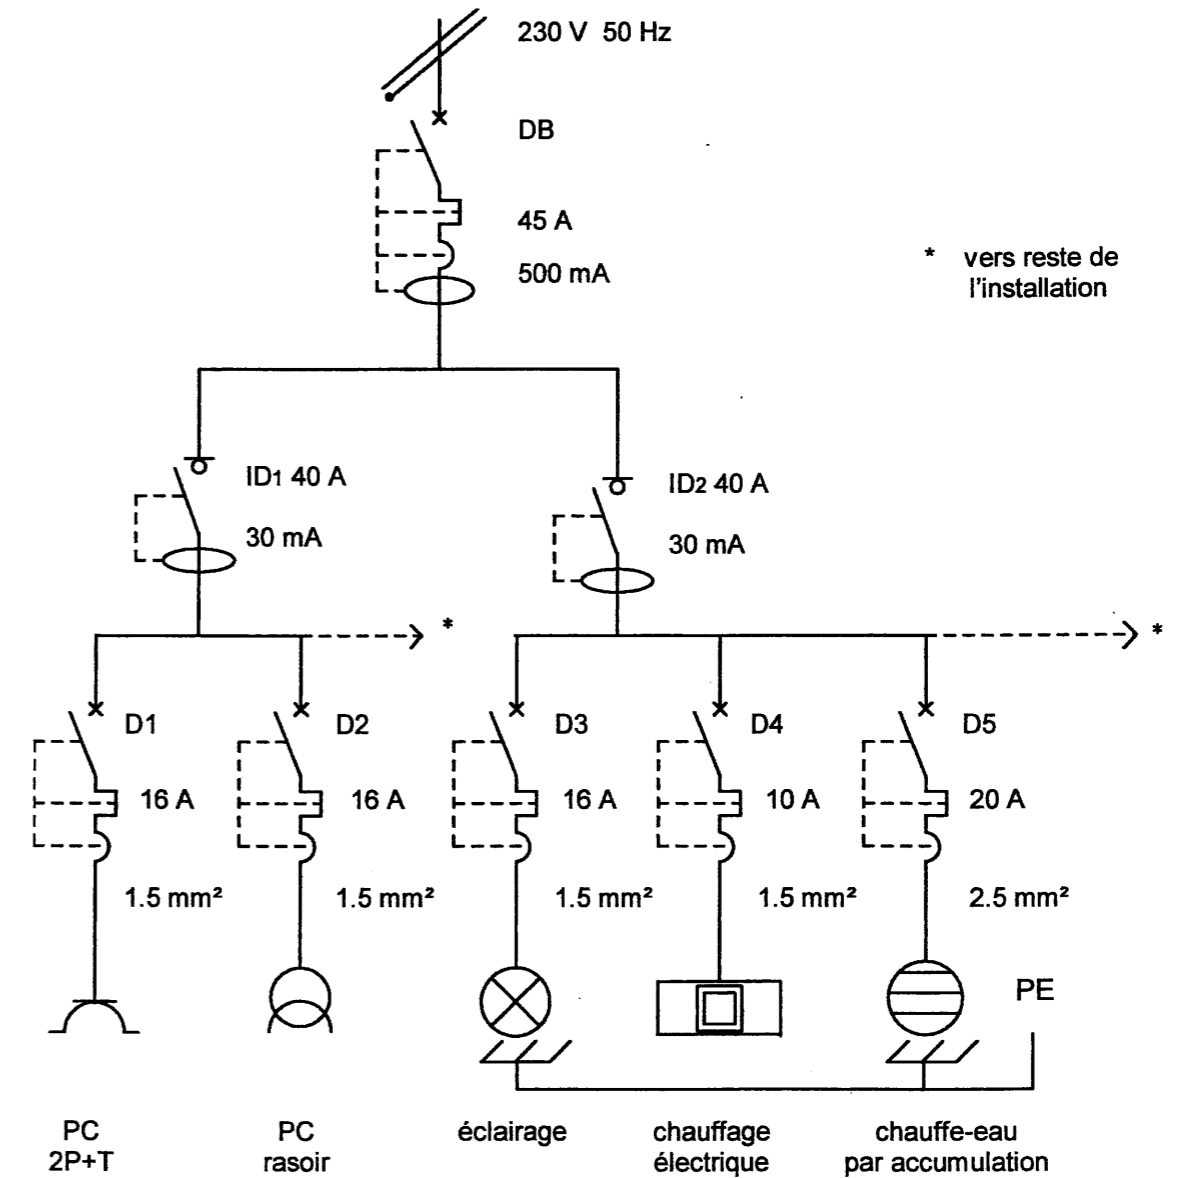 230 V 50 Hz
DB
45 A
500 mA
* vers reste de
l'installation
ID1 40 A
30 mA
ID2 40 A
30 mA
*
*
D1
D2
D3
D4
D5
16 A
16 A
16 A
10 A
20 A
1.5 mm²
1.5 mm²
1.5 mm²
1.5 mm²
2.5 mm²
PE
PC
2P+T
PC
rasoir
éclairage
chauffage
électrique
chauffe-eau
par accumulation